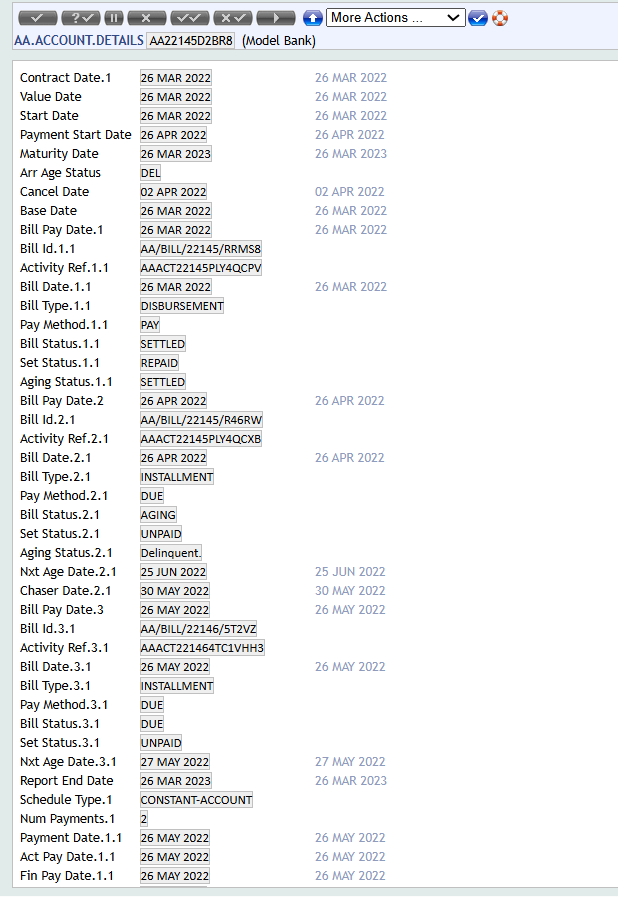 More Actions ...
AA.ACCOUNT.DETAILS AA22145D2BR8 (Model Bank)
Contract Date.1 26 MAR 2022 26 MAR 2022
Value Date 26 MAR 2022 26 MAR 2022
Start Date 26 MAR 2022 26 MAR 2022
Payment Start Date 26 APR 2022 26 APR 2022
Maturity Date 26 MAR 2023 26 MAR 2023
Arr Age Status DEL
Cancel Date 02 APR 2022 02 APR 2022
Base Date 26 MAR 2022 26 MAR 2022
Bill Pay Date.1 26 MAR 2022 26 MAR 2022
Bill Id.1.1 AA/BILL/22145/RRMS8
Activity Ref.1.1 AAACT22145PLY4QCPV
Bill Date.1.1 26 MAR 2022 26 MAR 2022
Bill Type.1.1 DISBURSEMENT
Pay Method.1.1 PAY
Bill Status.1.1 SETTLED
Set Status.1.1 REPAID
Aging Status.1.1 SETTLED
Bill Pay Date.2 26 APR 2022 26 APR 2022
Bill Id.2.1 AA/BILL/22145/R46RW
Activity Ref.2.1 AAACT22145PLY4QCXB
Bill Date.2.1 26 APR 2022 26 APR 2022
Bill Type.2.1 INSTALLMENT
Pay Method.2.1 DUE
Bill Status.2.1 AGING
Set Status.2.1 UNPAID
Aging Status.2.1 Delinquent.
Nxt Age Date.2.1 25 JUN 2022 25 JUN 2022
Chaser Date.2.1 30 MAY 2022 30 MAY 2022
Bill Pay Date.3 26 MAY 2022 26 MAY 2022
Bill Id.3.1 AA/BILL/22146/5T2VZ
Activity Ref.3.1 AAACT221464TC1VHH3
Bill Date.3.1 26 MAY 2022 26 MAY 2022
Bill Type.3.1 INSTALLMENT
Pay Method.3.1 DUE
Bill Status.3.1 DUE
Set Status.3.1 UNPAID
Nxt Age Date.3.1 27 MAY 2022 27 MAY 2022
Report End Date 26 MAR 2023 26 MAR 2023
Schedule Type.1 CONSTANT-ACCOUNT
Num Payments.1 2
Payment Date.1.1 26 MAY 2022 26 MAY 2022
Act Pay Date.1.1 26 MAY 2022 26 MAY 2022
Fin Pay Date.1.1 26 MAY 2022 26 MAY 2022